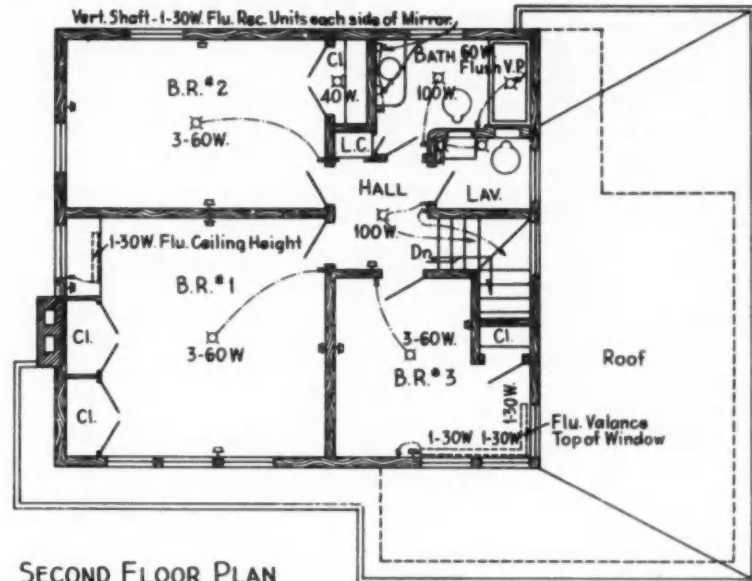 Vert. Shaft - 1-30W. Flu. Rec. Units each side of Mirror.
Cl.
BATH
60W.
Flush V.P.
B.R.#2
40W.
100W.
3-60W.
L.C.
HALL
LAV.
1-30W. Flu. Ceiling Height
100W.
Dn.
B.R.#1
Cl.
3-60W
3-60W.
Cl.
Roof
B.R.#3
Cl.
1-30W.
Flu. Valance
1-30W 1-30W
Top of Window
SECOND FLOOR PLAN